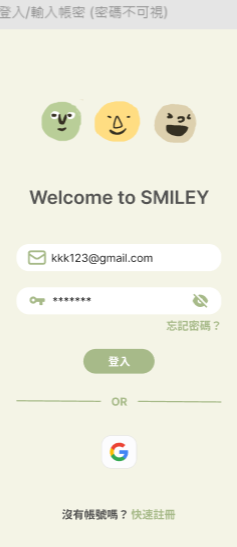 登入/輸入帳密 (密碼不可視)
Welcome to SMILEY
kkk123@gmail.com
*******
忘記密碼？
登入
OR
G
沒有帳號嗎？快速註冊